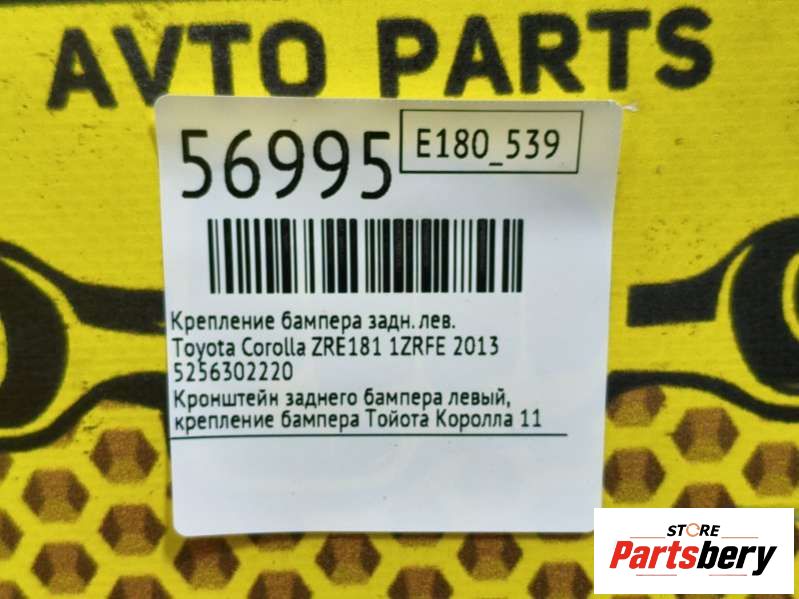 AVTO PARTS
56995
E180_539
Крепление бампера задн. лев.
Toyota Corolla ZRE181 1ZRFE 2013
5256302220
Кронштейн заднего бампера левый,
крепление бампера Тойота Королла 11
STORE
Partsbery